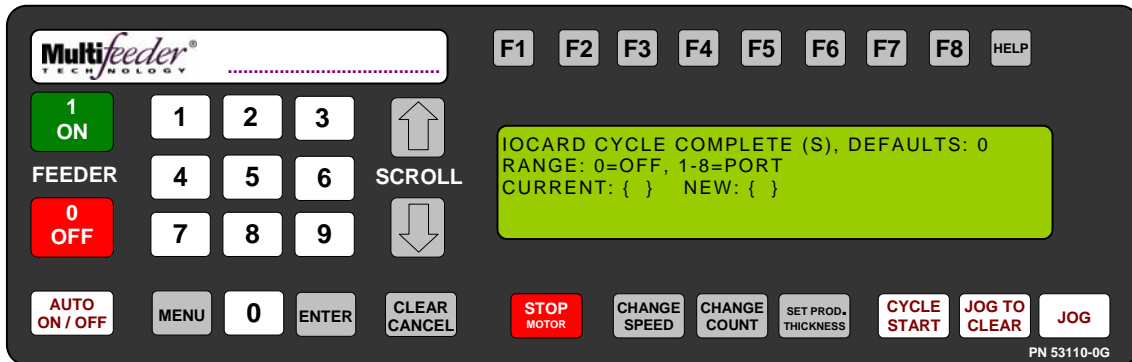 Multifeeder®
TECHNOLOGY
F1 F2 F3 F4 F5 F6 F7 F8 HELP
1
ON
FEEDER
0
OFF
1 2 3
4 5 6
7 8 9
SCROLL
IOCARD CYCLE COMPLETE (S), DEFAULTS: 0
RANGE: 0=OFF, 1-8=PORT
CURRENT: { } NEW: { }
AUTO
ON / OFF
MENU
0
ENTER
CLEAR
CANCEL
STOP
MOTOR
CHANGE
SPEED
CHANGE
COUNT
SET PROD.
THICKNESS
CYCLE
START
JOG TO
CLEAR
JOG
PN 53110-0G